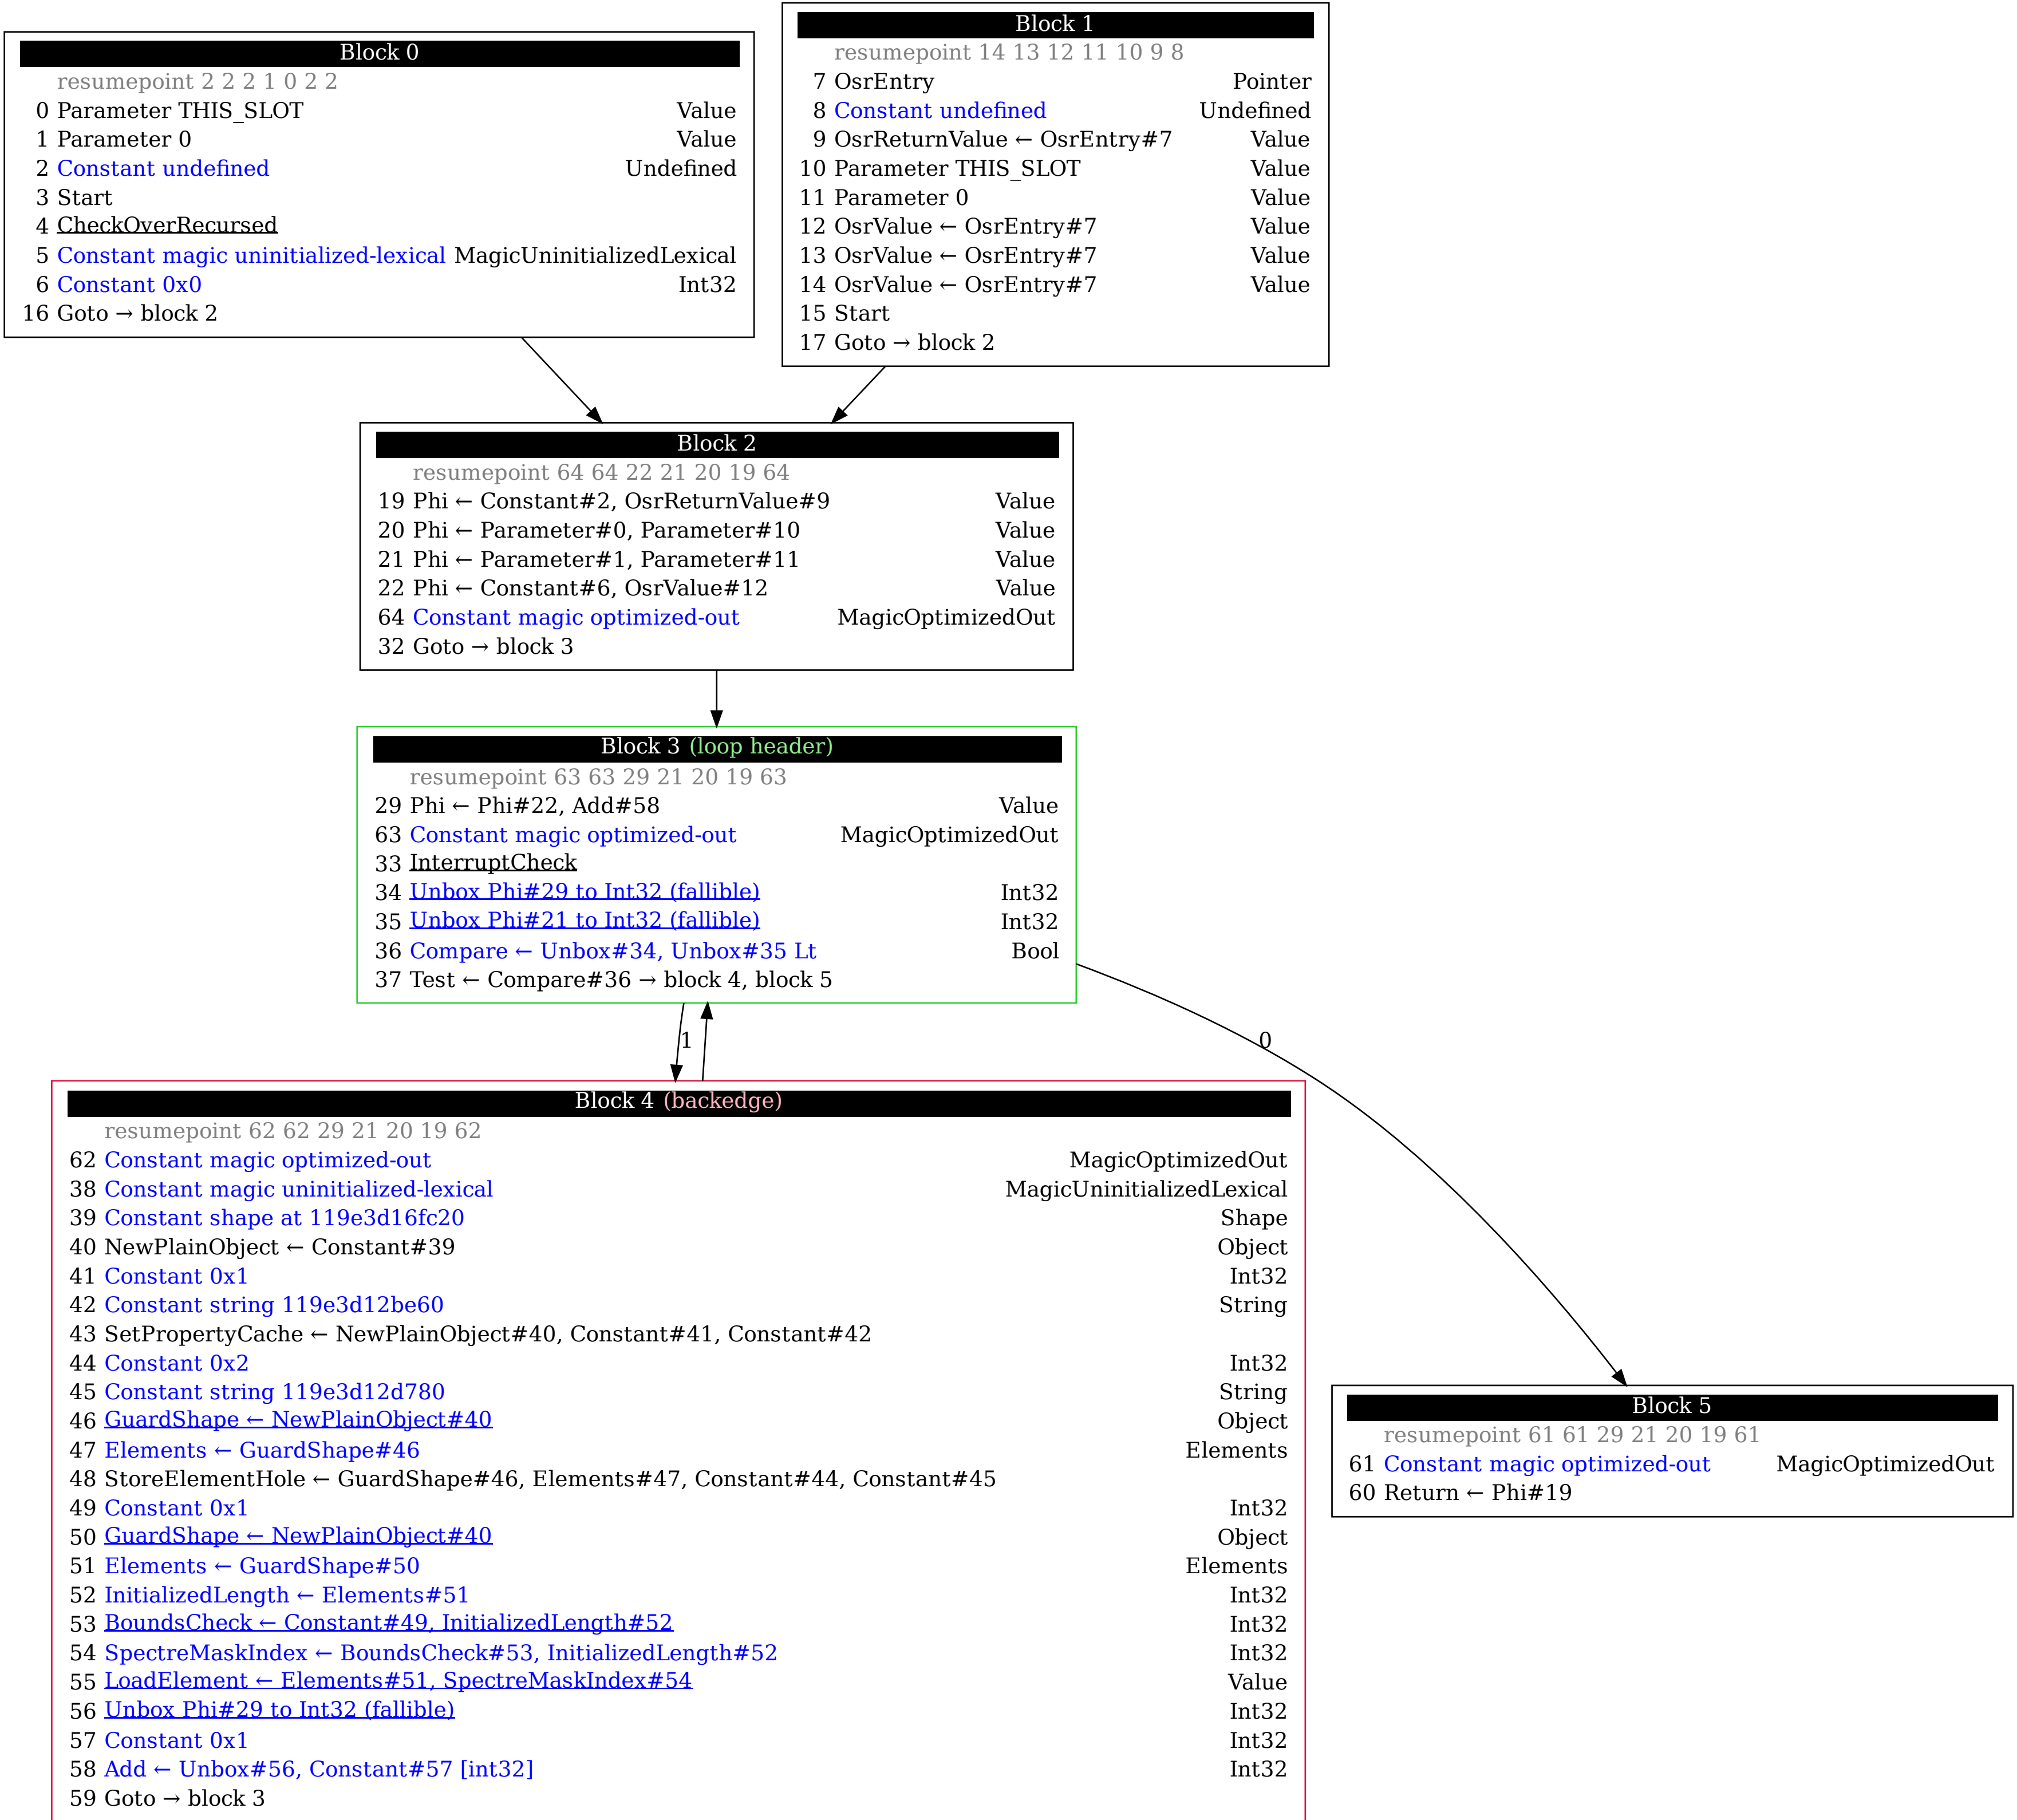 Block 0
resumepoint 2 2 2 1 0 2 2
0 Parameter THIS_SLOT Value
1 Parameter 0 Value
2 Constant undefined Undefined
3 Start
4 CheckOverRecursed
5 Constant magic uninitialized-lexical MagicUninitializedLexical
6 Constant 0x0 Int32
16 Goto → block 2
Block 1
resumepoint 14 13 12 11 10 9 8
7 OsrEntry Pointer
8 Constant undefined Undefined
9 OsrReturnValue ← OsrEntry#7 Value
10 Parameter THIS_SLOT Value
11 Parameter 0 Value
12 OsrValue ← OsrEntry#7 Value
13 OsrValue ← OsrEntry#7 Value
14 OsrValue ← OsrEntry#7 Value
15 Start
17 Goto → block 2
Block 2
resumepoint 64 64 22 21 20 19 64
19 Phi ← Constant#2, OsrReturnValue#9 Value
20 Phi ← Parameter#0, Parameter#10 Value
21 Phi ← Parameter#1, Parameter#11 Value
22 Phi ← Constant#6, OsrValue#12 Value
64 Constant magic optimized-out MagicOptimizedOut
32 Goto → block 3
Block 3 (loop header)
resumepoint 63 63 29 21 20 19 63
29 Phi ← Phi#22, Add#58 Value
63 Constant magic optimized-out MagicOptimizedOut
33 InterruptCheck
34 Unbox Phi#29 to Int32 (fallible) Int32
35 Unbox Phi#21 to Int32 (fallible) Int32
36 Compare ← Unbox#34, Unbox#35 Lt Bool
37 Test ← Compare#36 → block 4, block 5
1
0
Block 4 (backedge)
resumepoint 62 62 29 21 20 19 62
62 Constant magic optimized-out MagicOptimizedOut
38 Constant magic uninitialized-lexical MagicUninitializedLexical
39 Constant shape at 119e3d16fc20 Shape
40 NewPlainObject ← Constant#39 Object
41 Constant 0x1 Int32
42 Constant string 119e3d12be60 String
43 SetPropertyCache ← NewPlainObject#40, Constant#41, Constant#42
44 Constant 0x2 Int32
45 Constant string 119e3d12d780 String
46 GuardShape ← NewPlainObject#40 Object
47 Elements ← GuardShape#46 Elements
48 StoreElementHole ← GuardShape#46, Elements#47, Constant#44, Constant#45
49 Constant 0x1 Int32
50 GuardShape ← NewPlainObject#40 Object
51 Elements ← GuardShape#50 Elements
52 InitializedLength ← Elements#51 Int32
53 BoundsCheck ← Constant#49, InitializedLength#52 Int32
54 SpectreMaskIndex ← BoundsCheck#53, InitializedLength#52 Int32
55 LoadElement ← Elements#51, SpectreMaskIndex#54 Value
56 Unbox Phi#29 to Int32 (fallible) Int32
57 Constant 0x1 Int32
58 Add ← Unbox#56, Constant#57 [int32] Int32
59 Goto → block 3
Block 5
resumepoint 61 61 29 21 20 19 61
61 Constant magic optimized-out MagicOptimizedOut
60 Return ← Phi#19